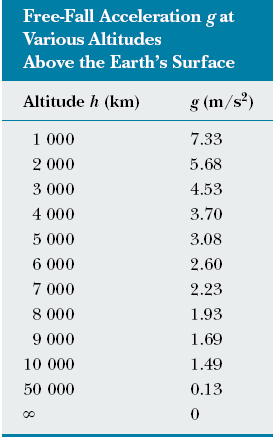 Free-Fall Acceleration g at
Various Altitudes
Above the Earth's Surface
Altitude h (km) g (m/s²)
1 000 7.33
2 000 5.68
3 000 4.53
4 000 3.70
5 000 3.08
6 000 2.60
7 000 2.23
8 000 1.93
9 000 1.69
10 000 1.49
50 000 0.13
∞ 0